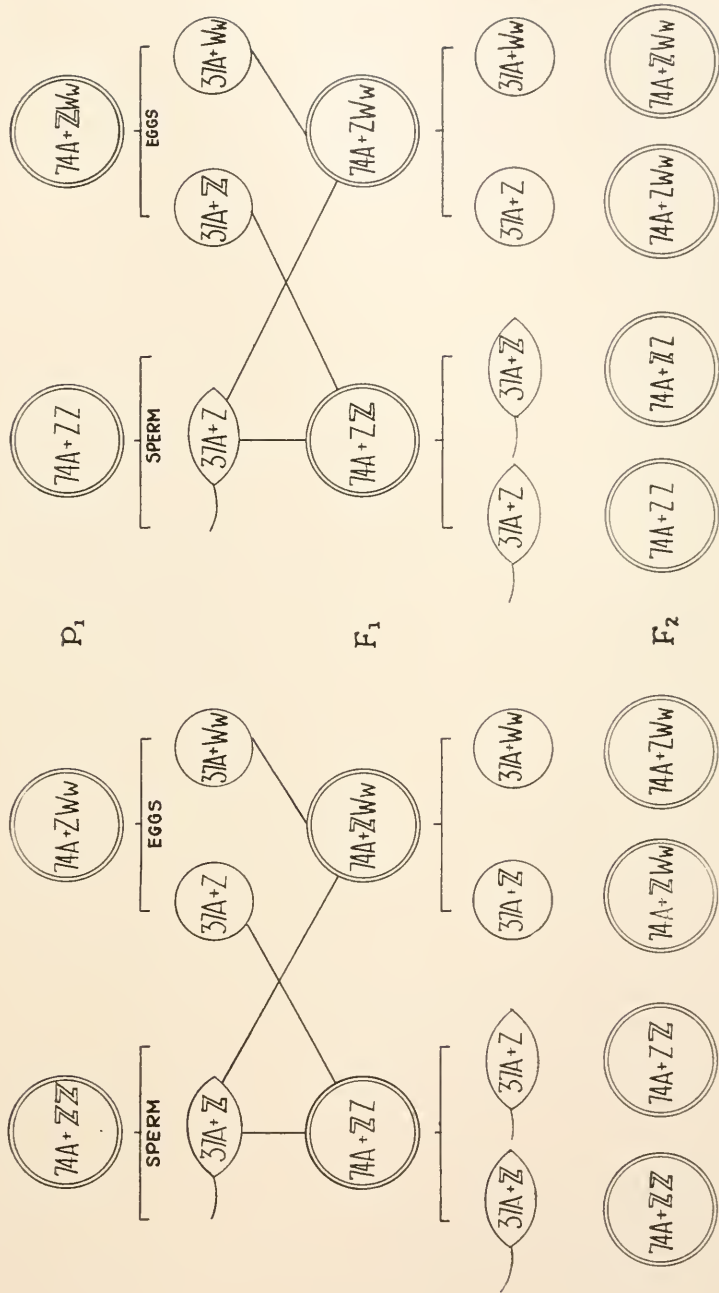 74A+ZZ 74A+ZWw P₁ 74A+ZZ 74A+ZWw
SPERM EGGS SPERM EGGS
37A+Z 37A+Z 37A+Ww 37A+Z 37A+Z 37A+Ww
74A+ZZ 74A+ZWw F₁ 74A+ZZ 74A+ZWw
37A+Z 37A+Z 37A+Z 37A+Ww 37A+Z 37A+Z 37A+Z 37A+Ww
74A+ZZ 74A+ZZ 74A+ZWw 74A+ZWw F₂ 74A+ZZ 74A+ZZ 74A+ZWw 74A+ZWw